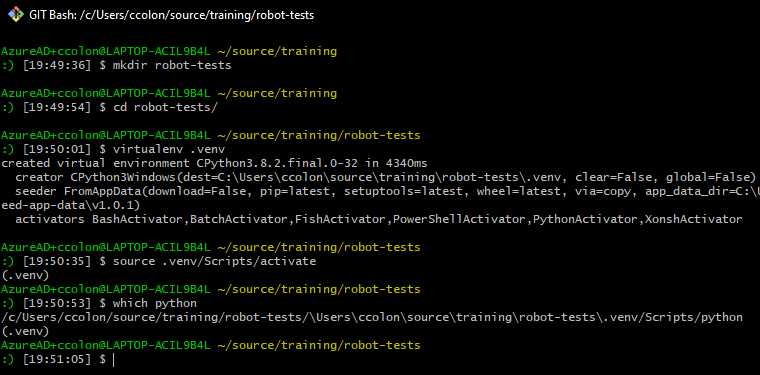 GIT Bash: /c/Users/ccolon/source/training/robot-tests
AzureAD+ccolon@LAPTOP-ACIL9B4L ~/source/training
:) [19:49:36] $ mkdir robot-tests
AzureAD+ccolon@LAPTOP-ACIL9B4L ~/source/training
:) [19:49:54] $ cd robot-tests/
AzureAD+ccolon@LAPTOP-ACIL9B4L ~/source/training/robot-tests
:) [19:50:01] $ virtualenv .venv
created virtual environment CPython3.8.2.final.0-32 in 4340ms
  creator CPython3Windows(dest=C:\Users\ccolon\source\training\robot-tests\.venv, clear=False, global=False)
  seeder FromAppData(download=False, pip=latest, setuptools=latest, wheel=latest, via=copy, app_data_dir=C:\U
eed-app-data\v1.0.1)
  activators BashActivator,BatchActivator,FishActivator,PowerShellActivator,PythonActivator,XonshActivator
AzureAD+ccolon@LAPTOP-ACIL9B4L ~/source/training/robot-tests
:) [19:50:35] $ source .venv/Scripts/activate
(.venv)
AzureAD+ccolon@LAPTOP-ACIL9B4L ~/source/training/robot-tests
:) [19:50:53] $ which python
/c/Users/ccolon/source/training/robot-tests/\Users\ccolon\source\training\robot-tests\.venv/Scripts/python
(.venv)
AzureAD+ccolon@LAPTOP-ACIL9B4L ~/source/training/robot-tests
:) [19:51:05] $